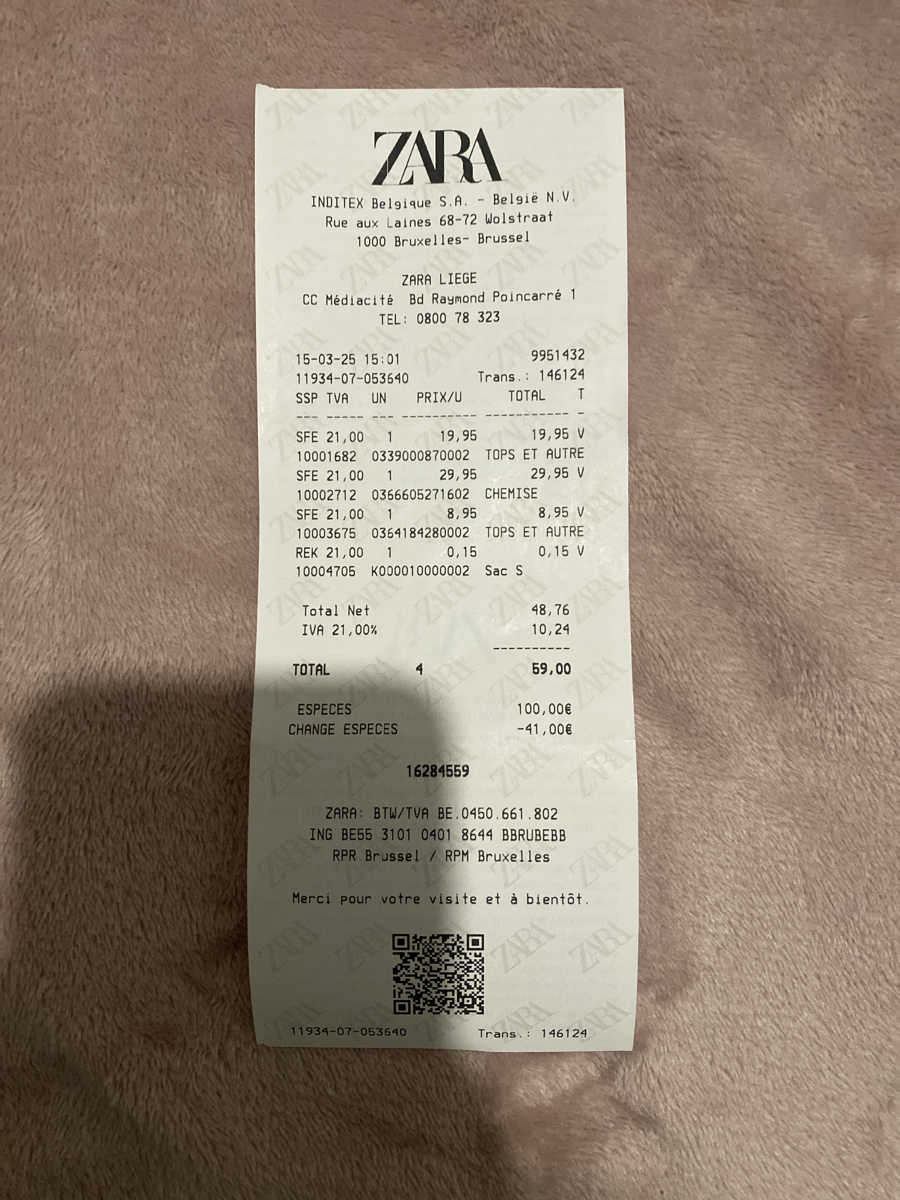 ZARA
INDITEX Belgique S.A. - België N.V.
Rue aux Laines 68-72 Wolstraat
1000 Bruxelles- Brussel
ZARA LIEGE
CC Médiacité Bd Raymond Poincarré 1
TEL: 0800 78 323
15-03-25 15:01 9951432
11934-07-053640 Trans.: 146124
SSP TVA UN PRIX/U TOTAL T
--- ----- --- ----------- ----------- -
SFE 21,00 1 19,95 19,95 V
10001682 0339000870002 TOPS ET AUTRE
SFE 21,00 1 29,95 29,95 V
10002712 0366605271602 CHEMISE
SFE 21,00 1 8,95 8,95 V
10003675 0364184280002 TOPS ET AUTRE
REK 21,00 1 0,15 0,15 V
10004705 K000010000002 Sac S
Total Net 48,76
IVA 21,00% 10,24
----------
TOTAL 4 59,00
ESPECES 100,00€
CHANGE ESPECES -41,00€
16284559
ZARA: BTW/TVA BE.0450.661.802
ING BE55 3101 0401 8644 BBRUBEBB
RPR Brussel / RPM Bruxelles
Merci pour votre visite et à bientôt.
11934-07-053640 Trans.: 146124